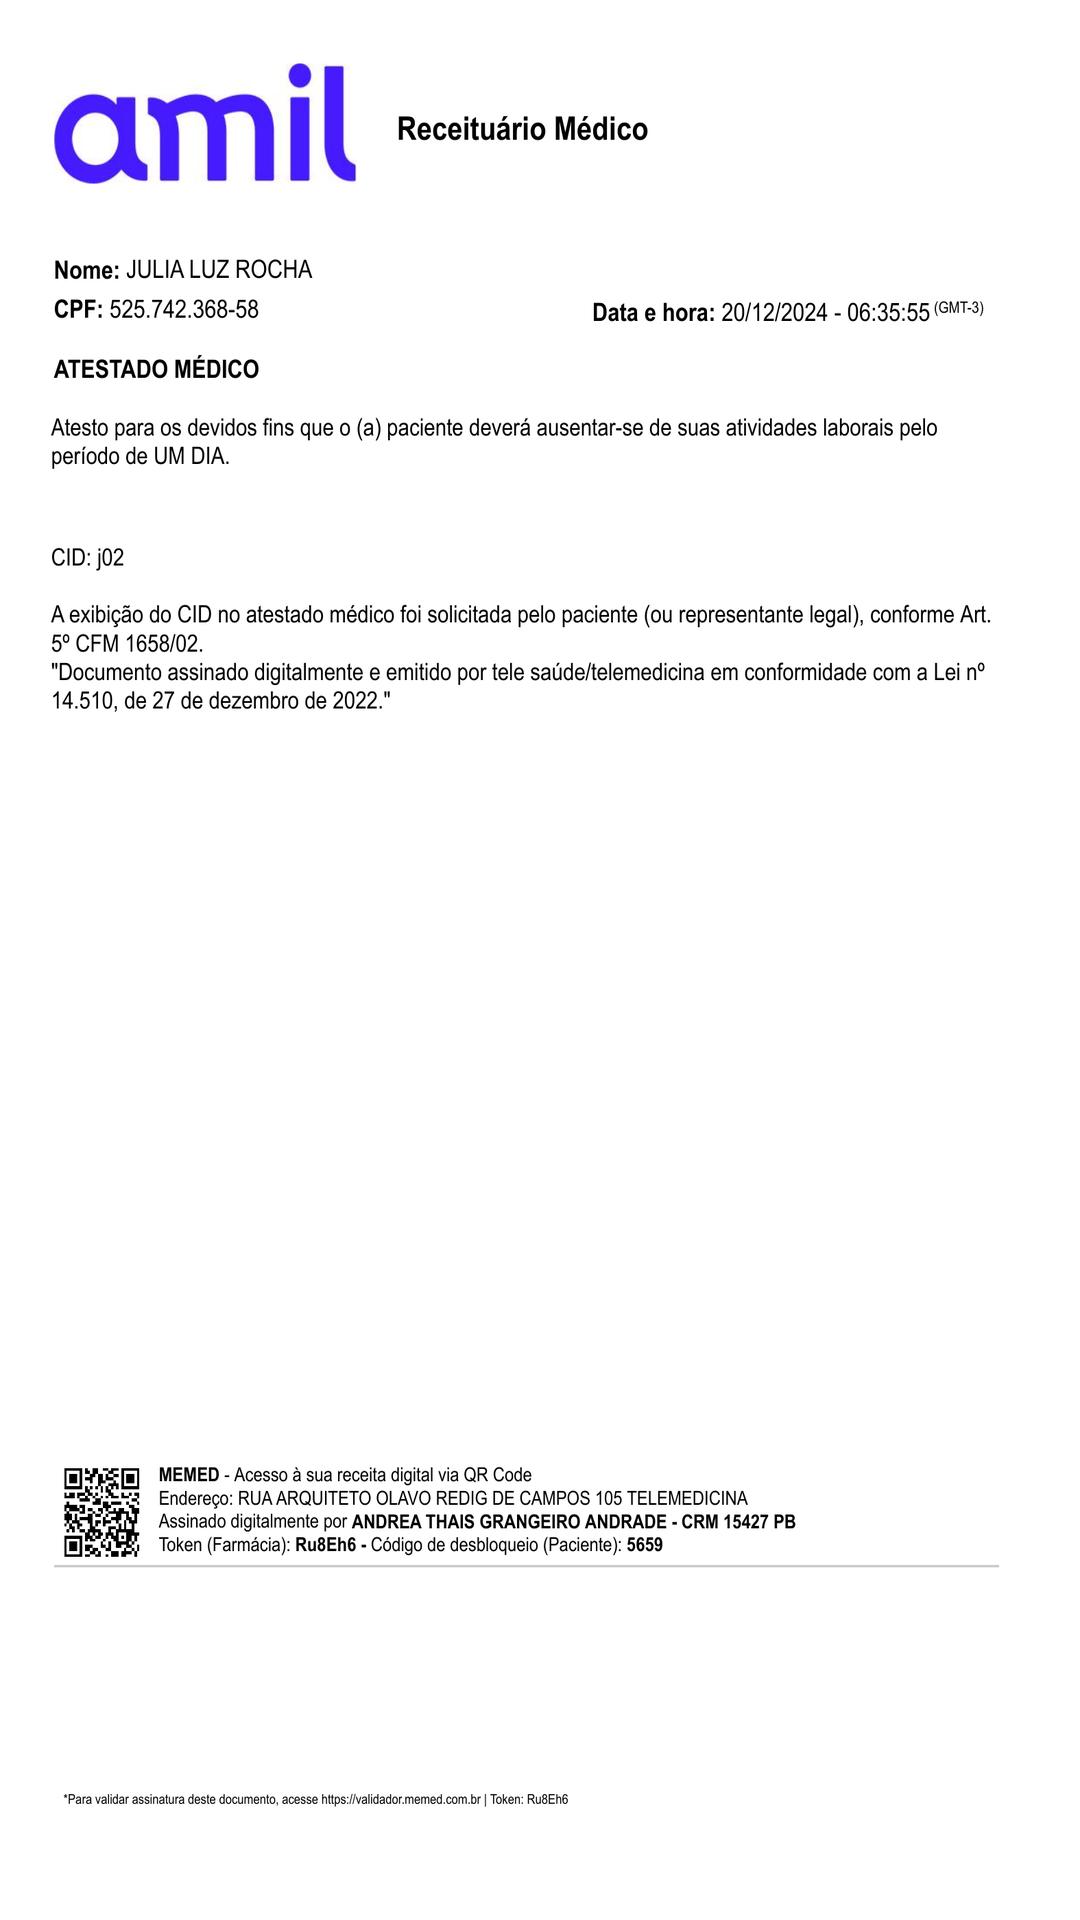 amil
Receituário Médico
Nome: JULIA LUZ ROCHA
CPF: 525.742.368-58
Data e hora: 20/12/2024 - 06:35:55 (GMT-3)
ATESTADO MÉDICO
Atesto para os devidos fins que o (a) paciente deverá ausentar-se de suas atividades laborais pelo
período de UM DIA.
CID: j02
A exibição do CID no atestado médico foi solicitada pelo paciente (ou representante legal), conforme Art.
5º CFM 1658/02.
"Documento assinado digitalmente e emitido por tele saúde/telemedicina em conformidade com a Lei nº
14.510, de 27 de dezembro de 2022."
MEMED - Acesso à sua receita digital via QR Code
Endereço: RUA ARQUITETO OLAVO REDIG DE CAMPOS 105 TELEMEDICINA
Assinado digitalmente por ANDREA THAIS GRANGEIRO ANDRADE - CRM 15427 PB
Token (Farmácia): Ru8Eh6 - Código de desbloqueio (Paciente): 5659
*Para validar assinatura deste documento, acesse https://validador.memed.com.br | Token: Ru8Eh6